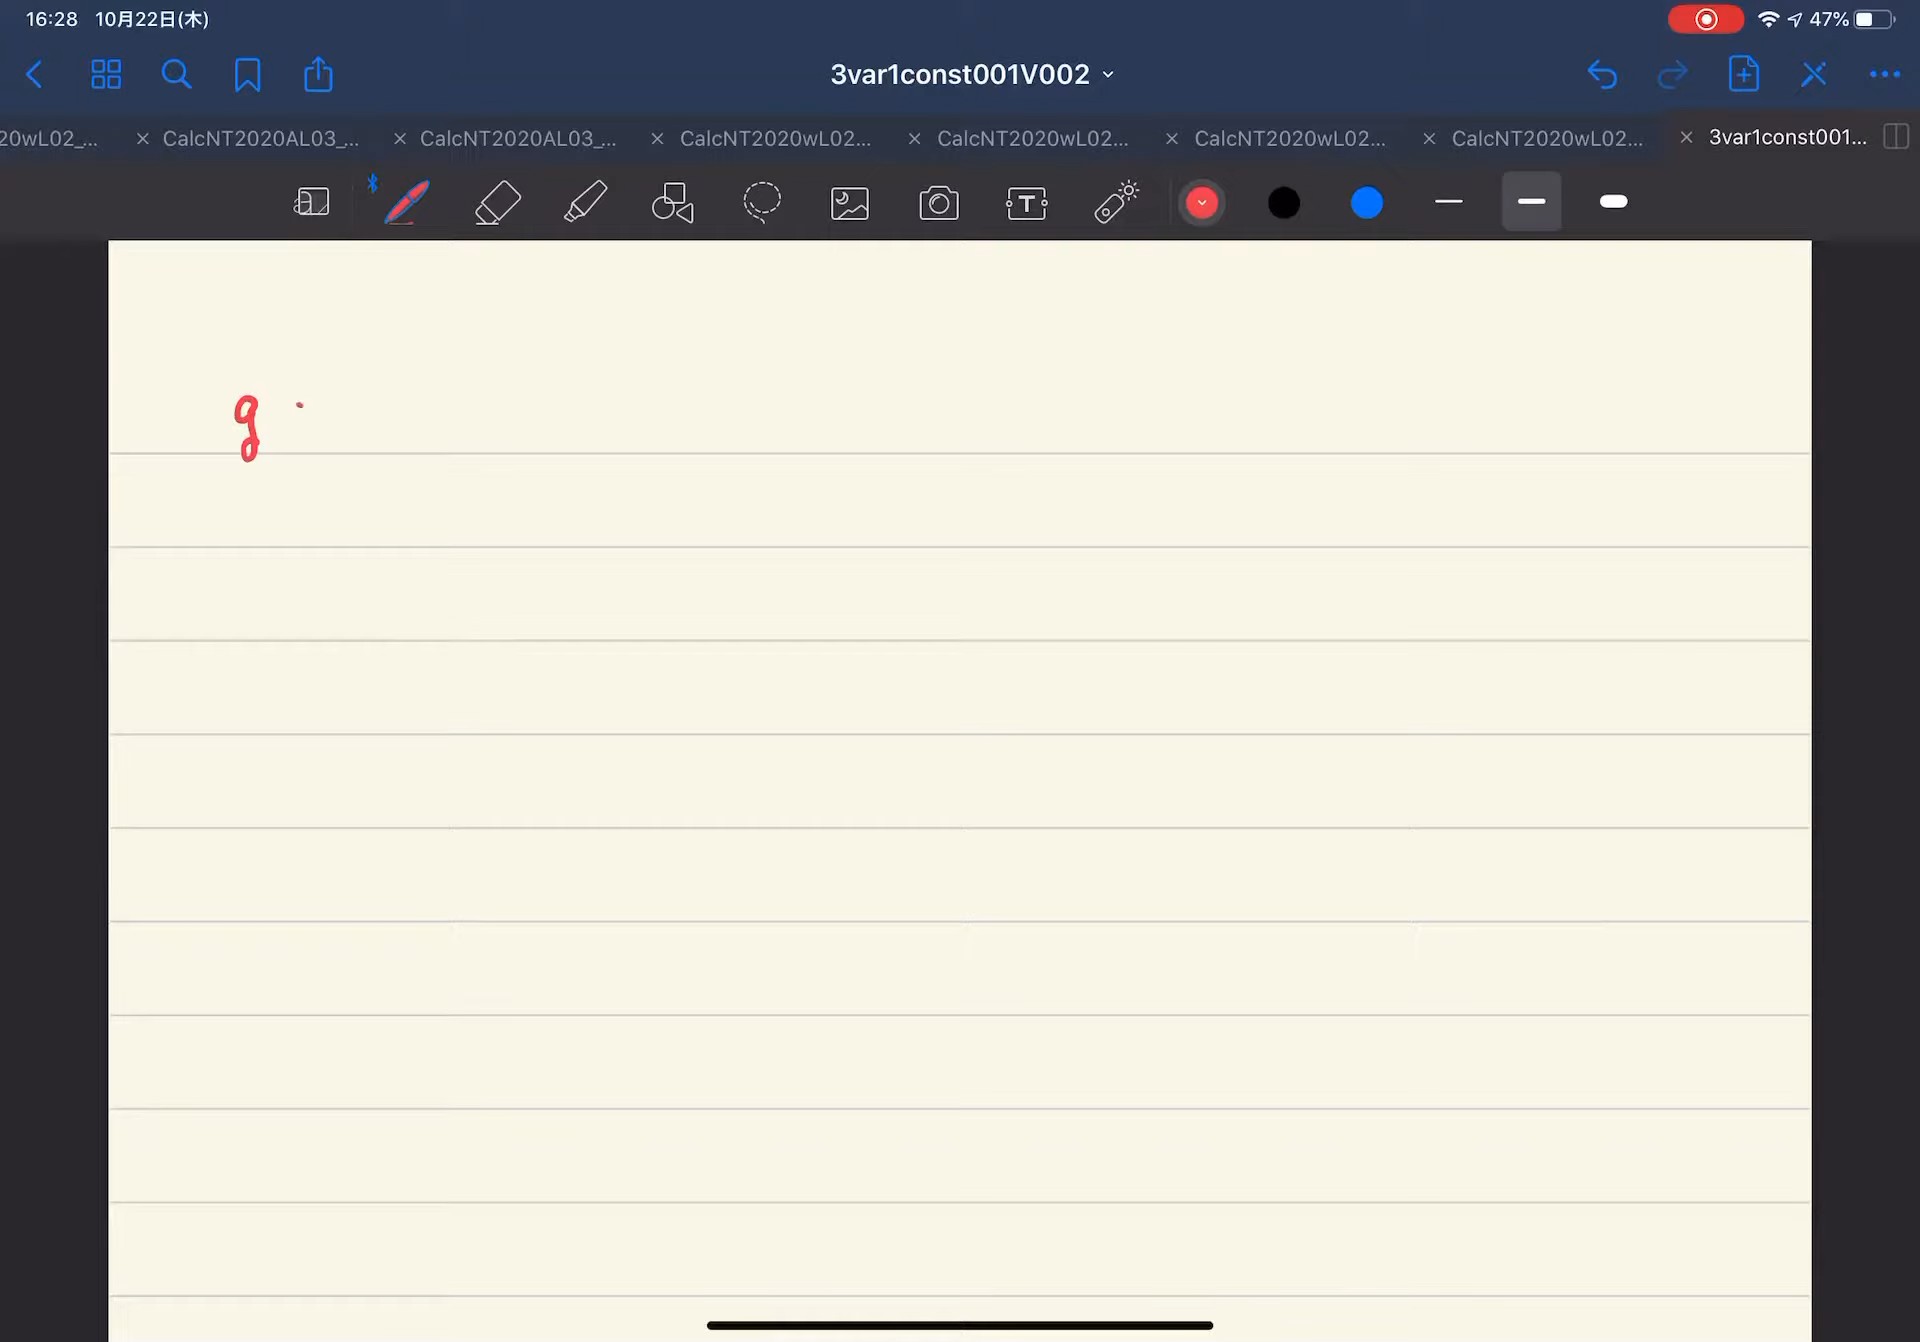 16:28 10月22日(木) 47%
3var1const001V002
20wL02_... CalcNT2020AL03_... CalcNT2020AL03_... CalcNT2020wL02... CalcNT2020wL02... CalcNT2020wL02... CalcNT2020wL02... 3var1const001...
a T
g